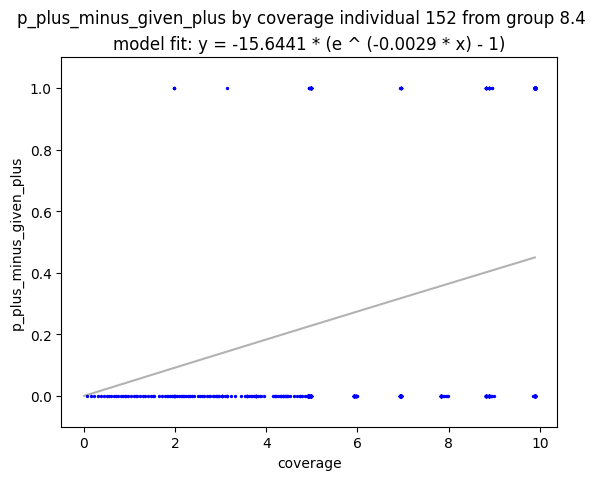 p_plus_minus_given_plus by coverage individual 152 from group 8.4
model fit: y = -15.6441 * (e ^ (-0.0029 * x) - 1)
1.0
0.8
0.6
0.4
0.2
0.0
p_plus_minus_given_plus
0 2 4 6 8 10
coverage